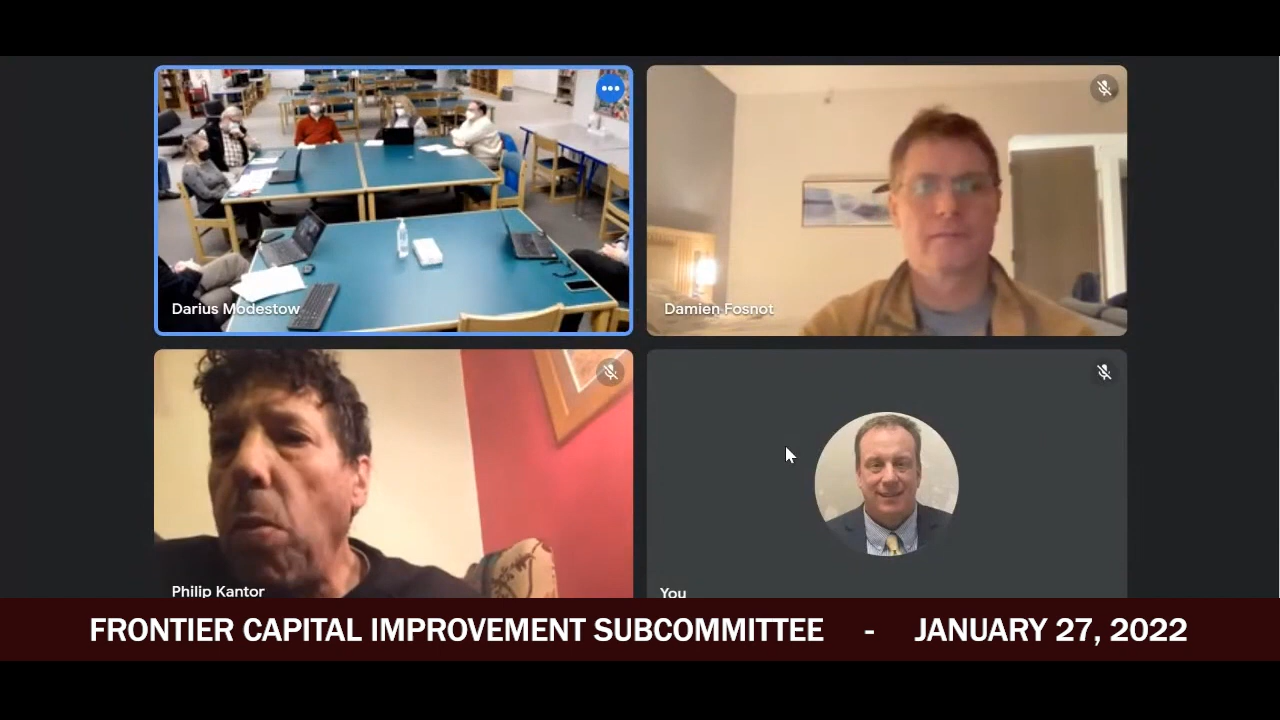 Darius Modestow
Damien Fosnot
Philip Kantor
You
FRONTIER CAPITAL IMPROVEMENT SUBCOMMITTEE - JANUARY 27, 2022